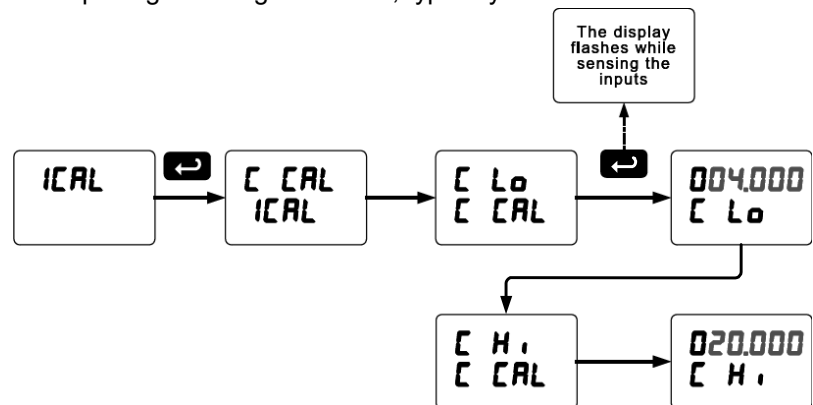 The display
flashes while
sensing the
inputs
ICAL
C CAL
ICAL
C Lo
C CAL
004.000
C Lo
C Hi
C CAL
020.000
C Hi